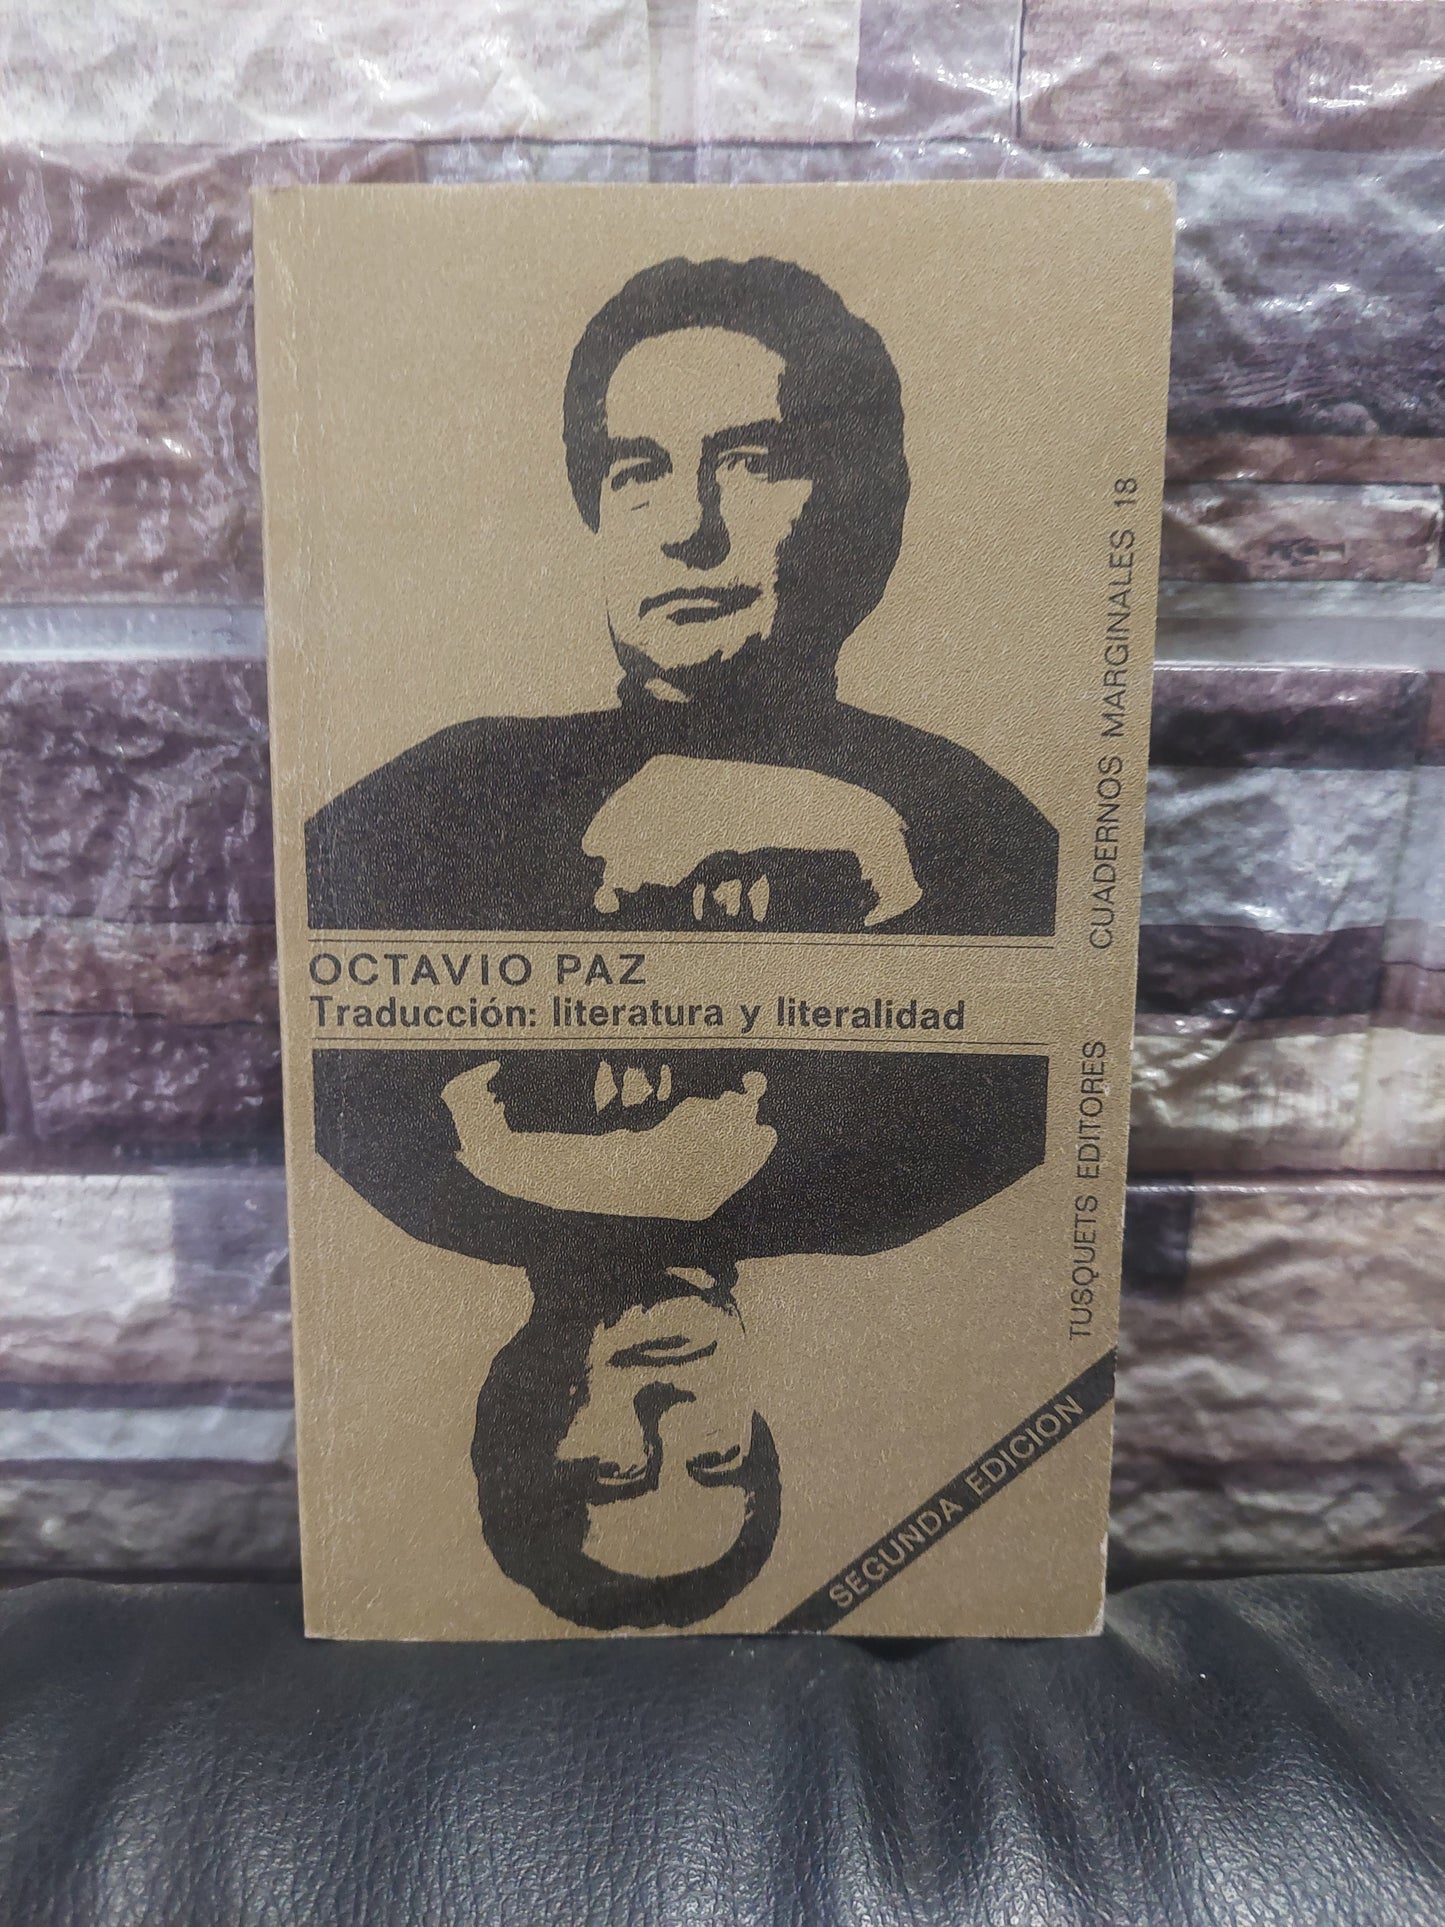 OCTAVIO PAZ
Traducción: literatura y literalidad
TUSQUETS EDITORES CUADERNOS MARGINALES 18
SEGUNDA EDICION